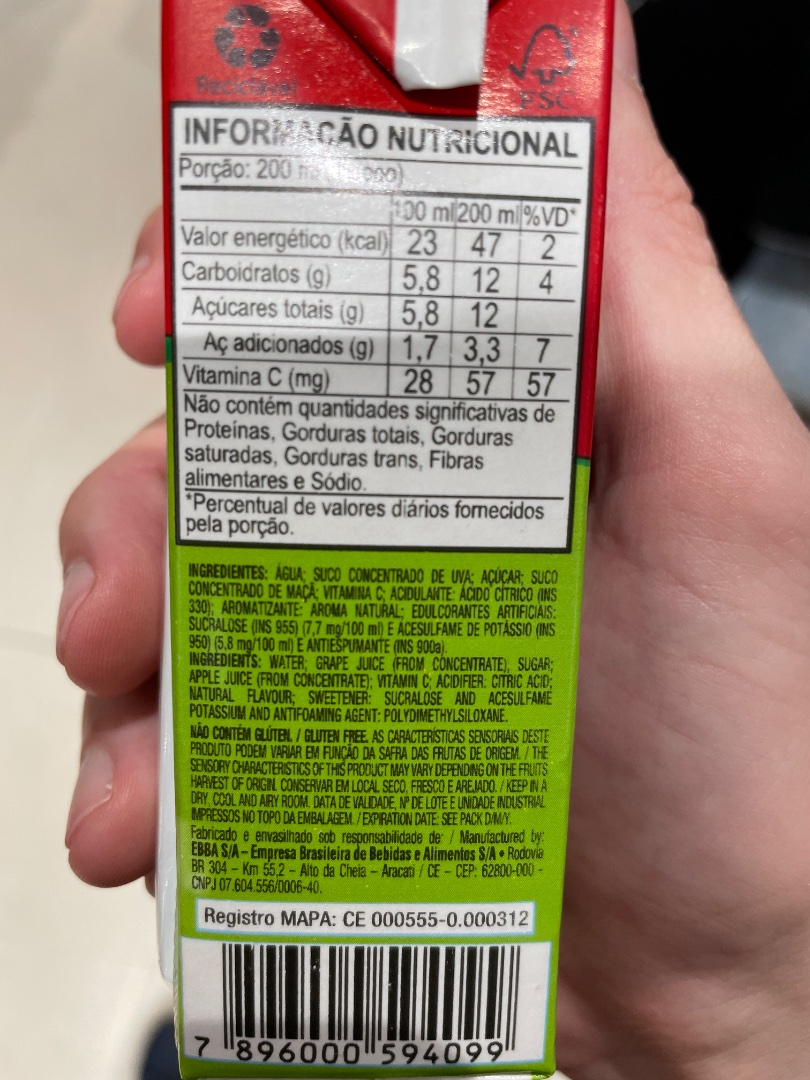 Reciclável
FSC
INFORMAÇÃO NUTRICIONAL
Porção: 200
100 ml 200 ml %VD*
Valor energético (kcal) 23 47 2
Carboidratos (g) 5,8 12 4
Açúcares totais (g) 5,8 12
Aç adicionados (g) 1,7 3,3 7
Vitamina C (mg) 28 57 57
Não contém quantidades significativas de
Proteínas, Gorduras totais, Gorduras
saturadas, Gorduras trans, Fibras
alimentares e Sódio.
*Percentual de valores diários fornecidos
pela porção.
INGREDIENTES: ÁGUA; SUCO CONCENTRADO DE UVA; AÇÚCAR; SUCO
CONCENTRADO DE MAÇÃ; VITAMINA C; ACIDULANTE: ÁCIDO CÍTRICO (INS
330); AROMATIZANTE: AROMA NATURAL; EDULCORANTES ARTIFICIAIS:
SUCRALOSE (INS 955) (7,7 mg/100 ml) E ACESULFAME DE POTÁSSIO (INS
950) (5,8 mg/100 ml) E ANTIESPUMANTE (INS 900a).
INGREDIENTS: WATER; GRAPE JUICE (FROM CONCENTRATE), SUGAR;
APPLE JUICE (FROM CONCENTRATE); VITAMIN C; ACIDIFIER: CITRIC ACID;
NATURAL FLAVOUR; SWEETENER: SUCRALOSE AND ACESULFAME
POTASSIUM AND ANTIFOAMING AGENT: POLYDIMETHYLSILOXANE.
NÃO CONTÉM GLÚTEN. / GLUTEN FREE. AS CARACTERÍSTICAS SENSORIAIS DESTE
PRODUTO PODEM VARIAR EM FUNÇÃO DA SAFRA DAS FRUTAS DE ORIGEM. / THE
SENSORY CHARACTERISTICS OF THIS PRODUCT MAY VARY DEPENDING ON THE FRUITS
HARVEST OF ORIGIN. CONSERVAR EM LOCAL SECO, FRESCO E AREJADO. / KEEP IN A
DRY, COOL AND AIRY ROOM. DATA DE VALIDADE, Nº DE LOTE E UNIDADE INDUSTRIAL
IMPRESSOS NO TOPO DA EMBALAGEM. / EXPIRATION DATE: SEE PACK D/M/Y.
Fabricado e envasilhado sob responsabilidade de: / Manufactured by:
EBBA S/A – Empresa Brasileira de Bebidas e Alimentos S/A • Rodovia
BR 304 – Km 55,2 – Alto da Cheia – Aracati / CE – CEP: 62800-000 -
CNPJ 07.604.556/0006-40.
Registro MAPA: CE 000555-0.000312
7 896000 594099